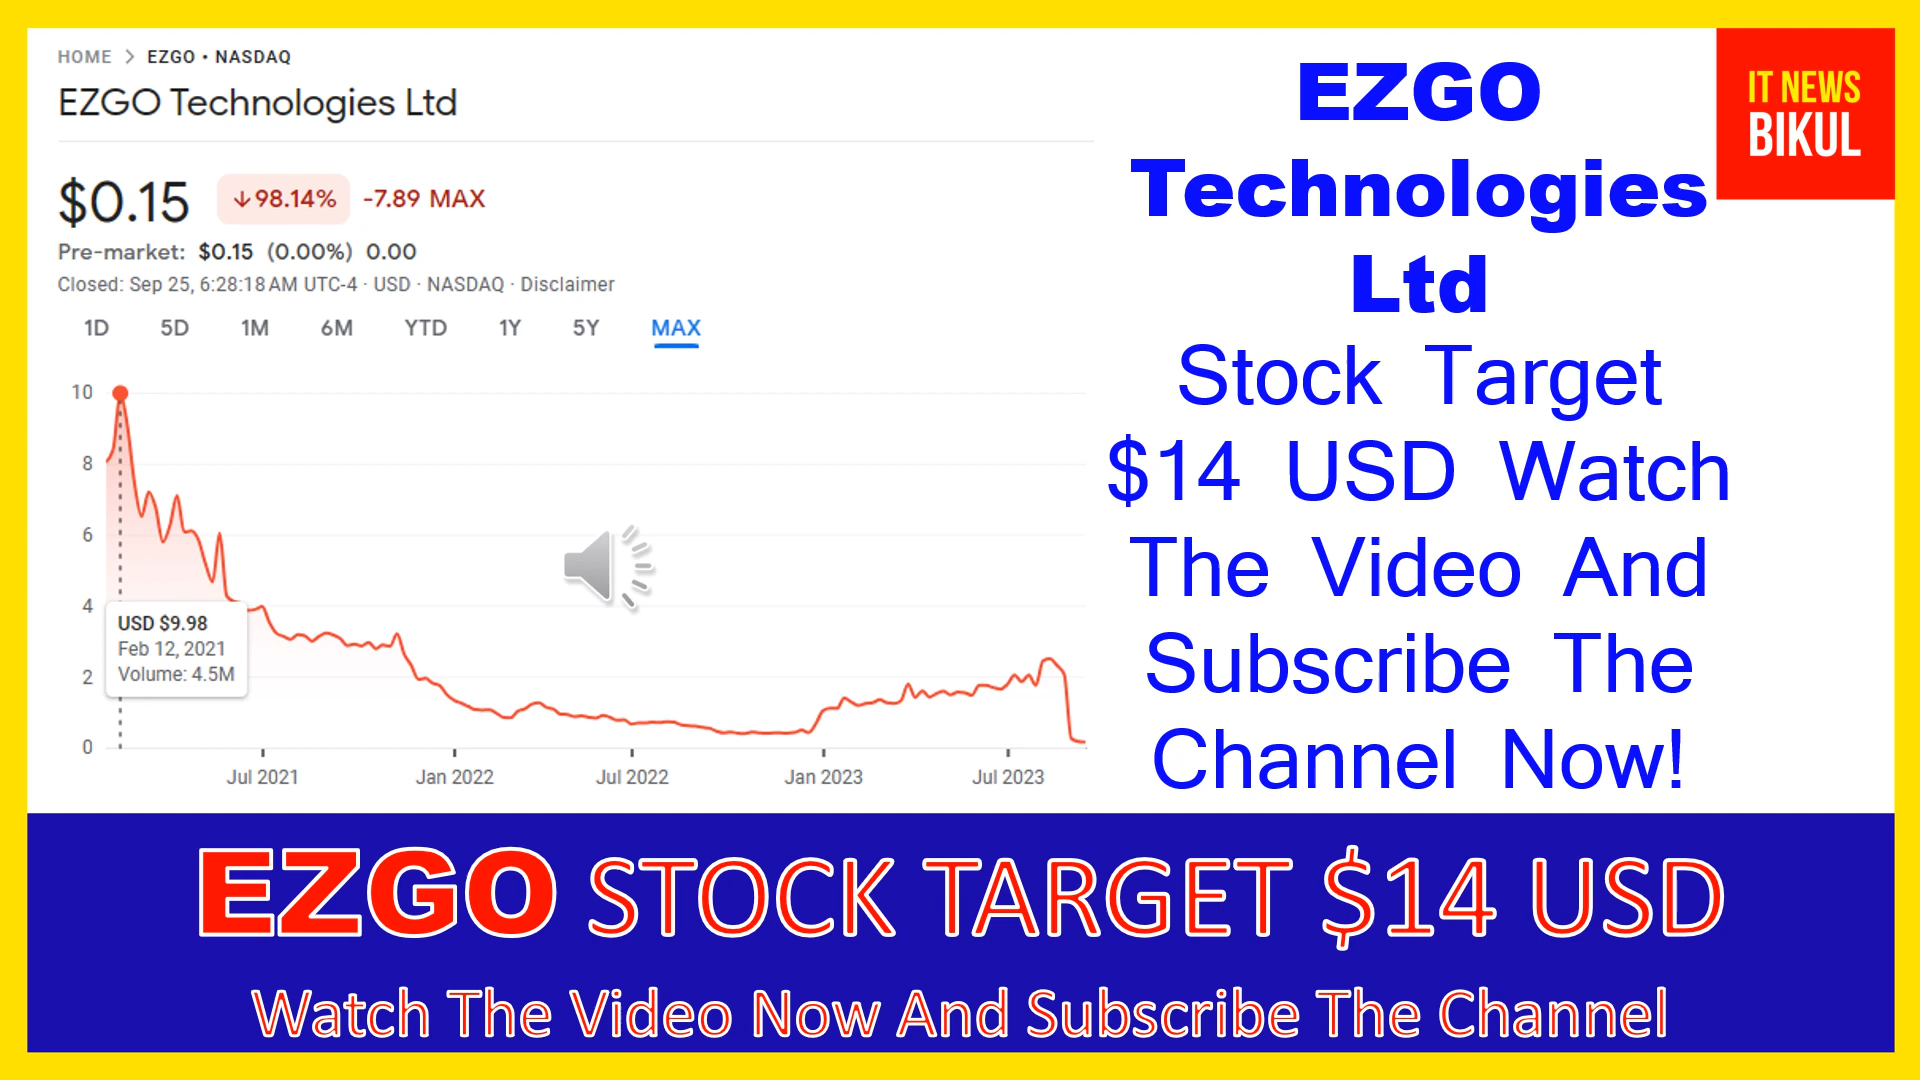 HOME > EZGO • NASDAQ
EZGO Technologies Ltd
$0.15 ↓98.14% -7.89 MAX
Pre-market: $0.15 (0.00%) 0.00
Closed: Sep 25, 6:28:18 AM UTC-4 · USD · NASDAQ · Disclaimer
1D 5D 1M 6M YTD 1Y 5Y MAX
10
8
6
4
2
0
USD $9.98
Feb 12, 2021
Volume: 4.5M
Jul 2021 Jan 2022 Jul 2022 Jan 2023 Jul 2023
EZGO
Technologies
Ltd
Stock Target
$14 USD Watch
The Video And
Subscribe The
Channel Now!
IT NEWS
BIKUL
EZGO STOCK TARGET $14 USD
Watch The Video Now And Subscribe The Channel